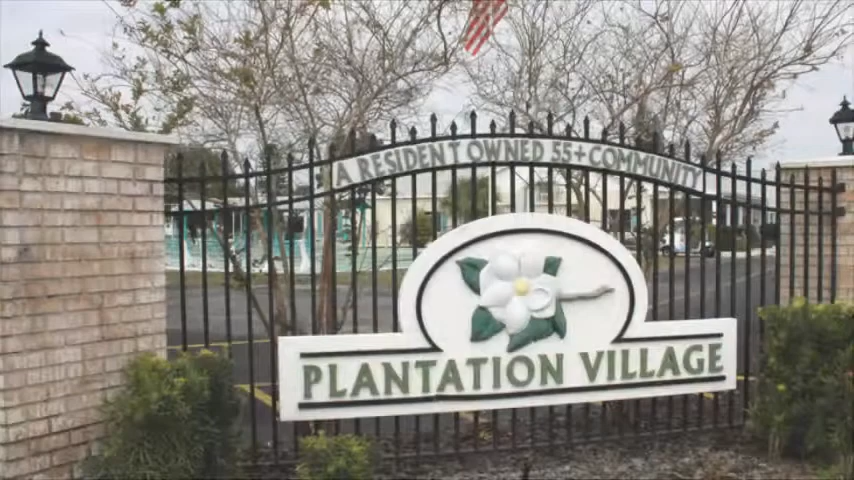 A RESIDENT OWNED 55+ COMMUNITY
PLANTATION VILLAGE